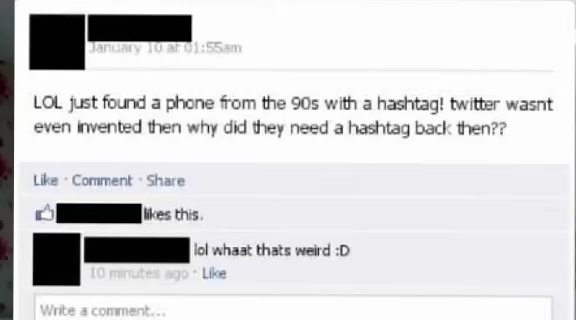 January 10 at 01:55am
LOL just found a phone from the 90s with a hashtag! twitter wasnt
even invented then why did they need a hashtag back then??
Like · Comment · Share
likes this.
lol whaat thats weird :D
10 minutes ago · Like
Write a comment...